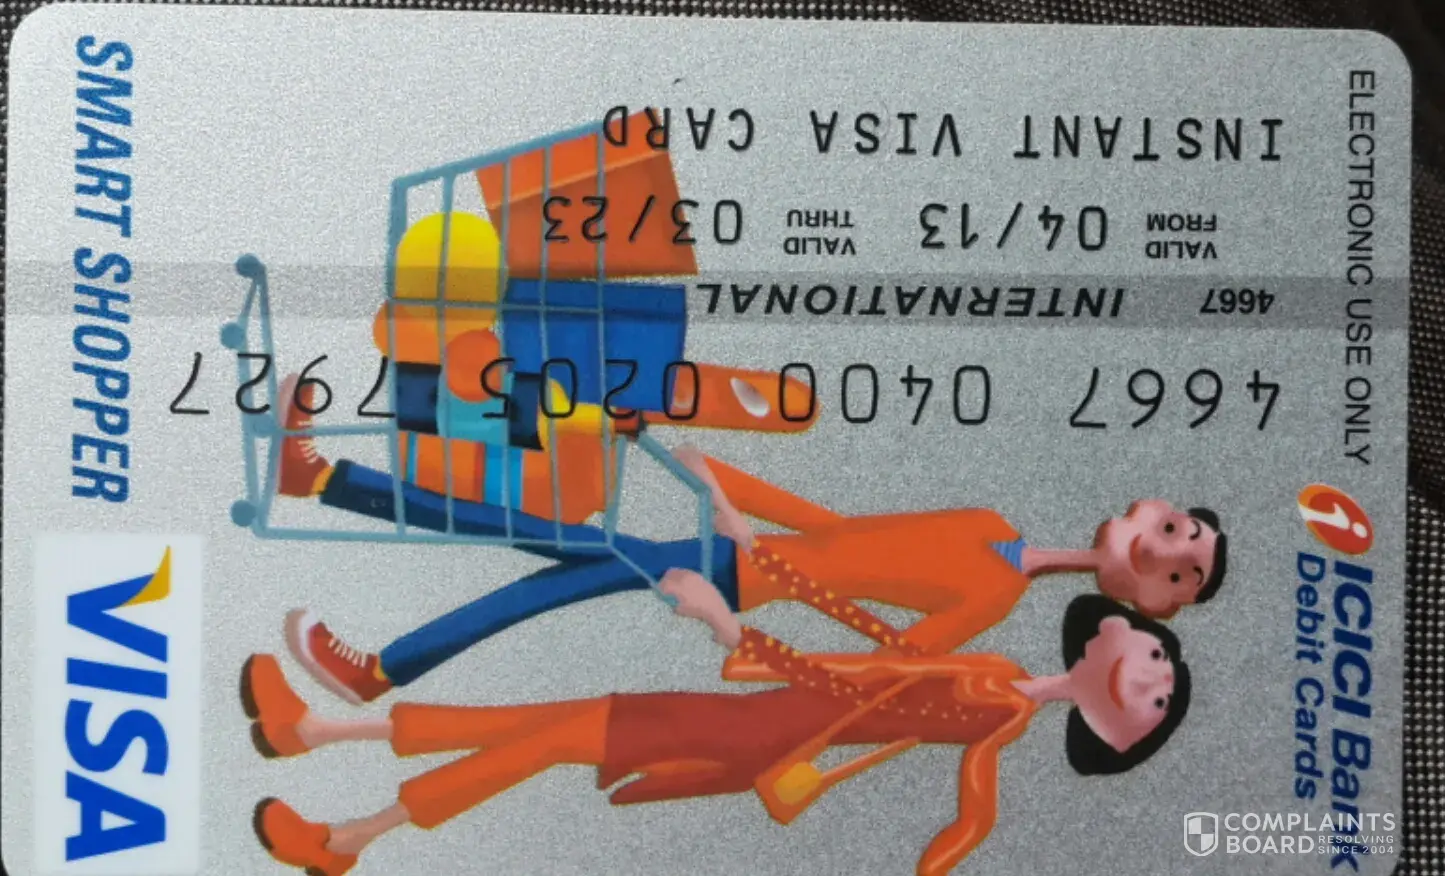 ICICI Bank
Debit Cards
ELECTRONIC USE ONLY
VISA
SMART SHOPPER
4667 0400 0205 7927
4667 INTERNATIONAL
VALID FROM 04/13 VALID THRU 03/23
INSTANT VISA CARD
COMPLAINTS
BOARD RESOLVING
SINCE 2004